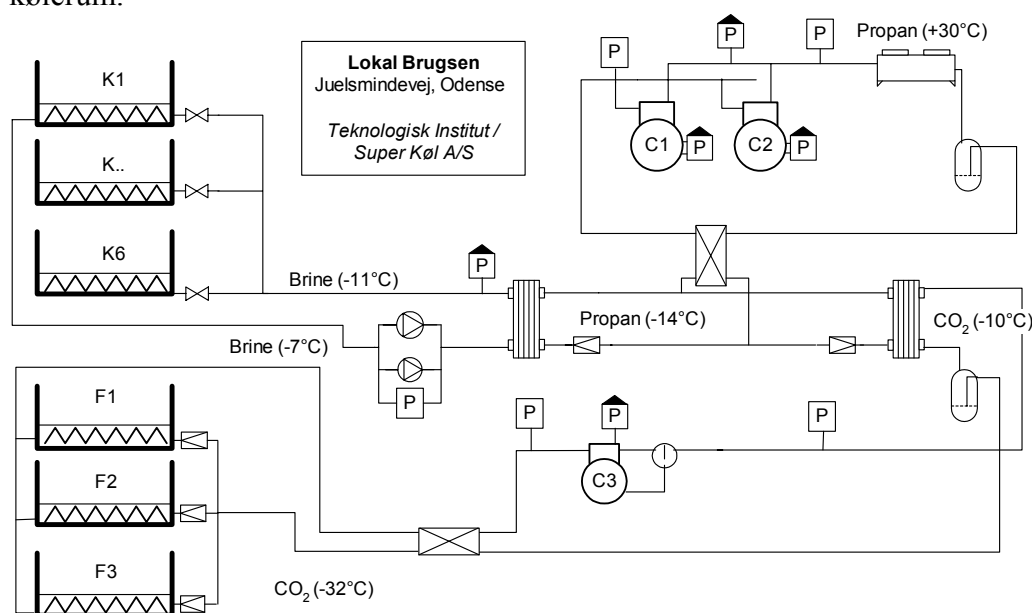 kølerum.
Lokal Brugsen
Juelsmindevej, Odense
Teknologisk Institut /
Super Køl A/S
P
P
P
Propan (+30°C)
K1
C1
P
C2
P
K..
K6
P
Brine (-11°C)
Propan (-14°C)
CO2 (-10°C)
Brine (-7°C)
P
F1
P
P
P
F2
C3
F3
CO2 (-32°C)